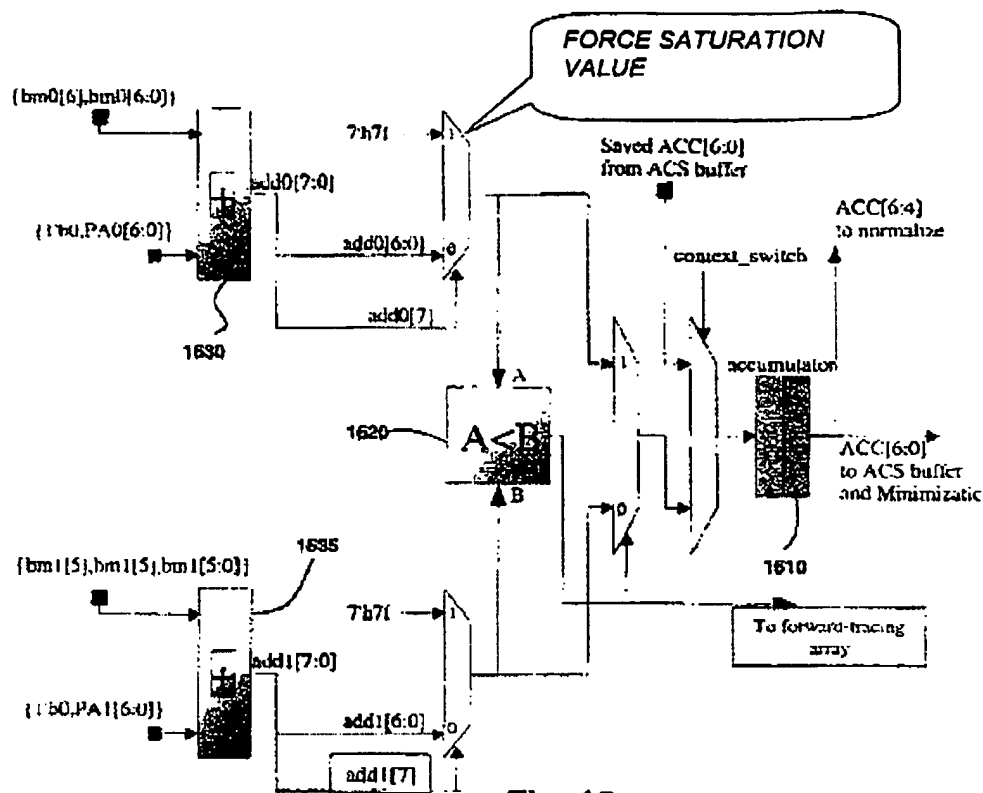 FORCE SATURATION
VALUE
{bm0[6],bm0[6:0]}
7'h7f
1
Saved ACC[6:0]
from ACS buffer
add0[7:0]
ACC[6:4]
to normalize
{1'b0,PA0[6:0]}
add0[6:0]
0
context_switch
add0[7]
1630
1
accumulator
A
1620
A<B
ACC[6:0]
to ACS buffer
B
0
1610
1635
{bm1[5],bm1[5],bm1[5:0]}
7'h7f
1
To forward-tracing
array
add1[7:0]
{1'b0,PA1[6:0]}
add1[6:0]
0
add1[7]